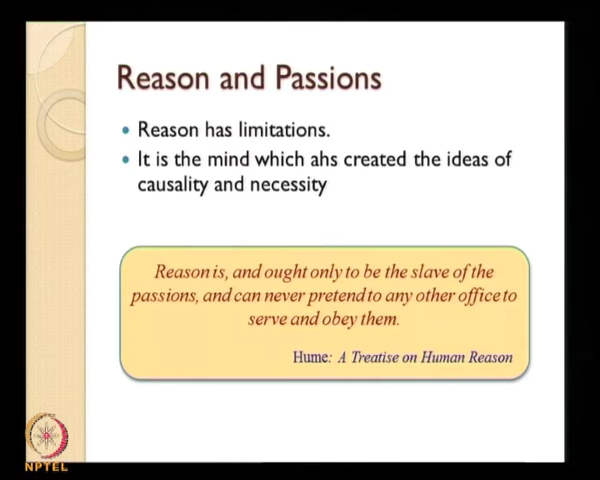 Reason and Passions
• Reason has limitations.
• It is the mind which ahs created the ideas of
causality and necessity
Reason is, and ought only to be the slave of the
passions, and can never pretend to any other office to
serve and obey them.
Hume: A Treatise on Human Reason
NPTEL